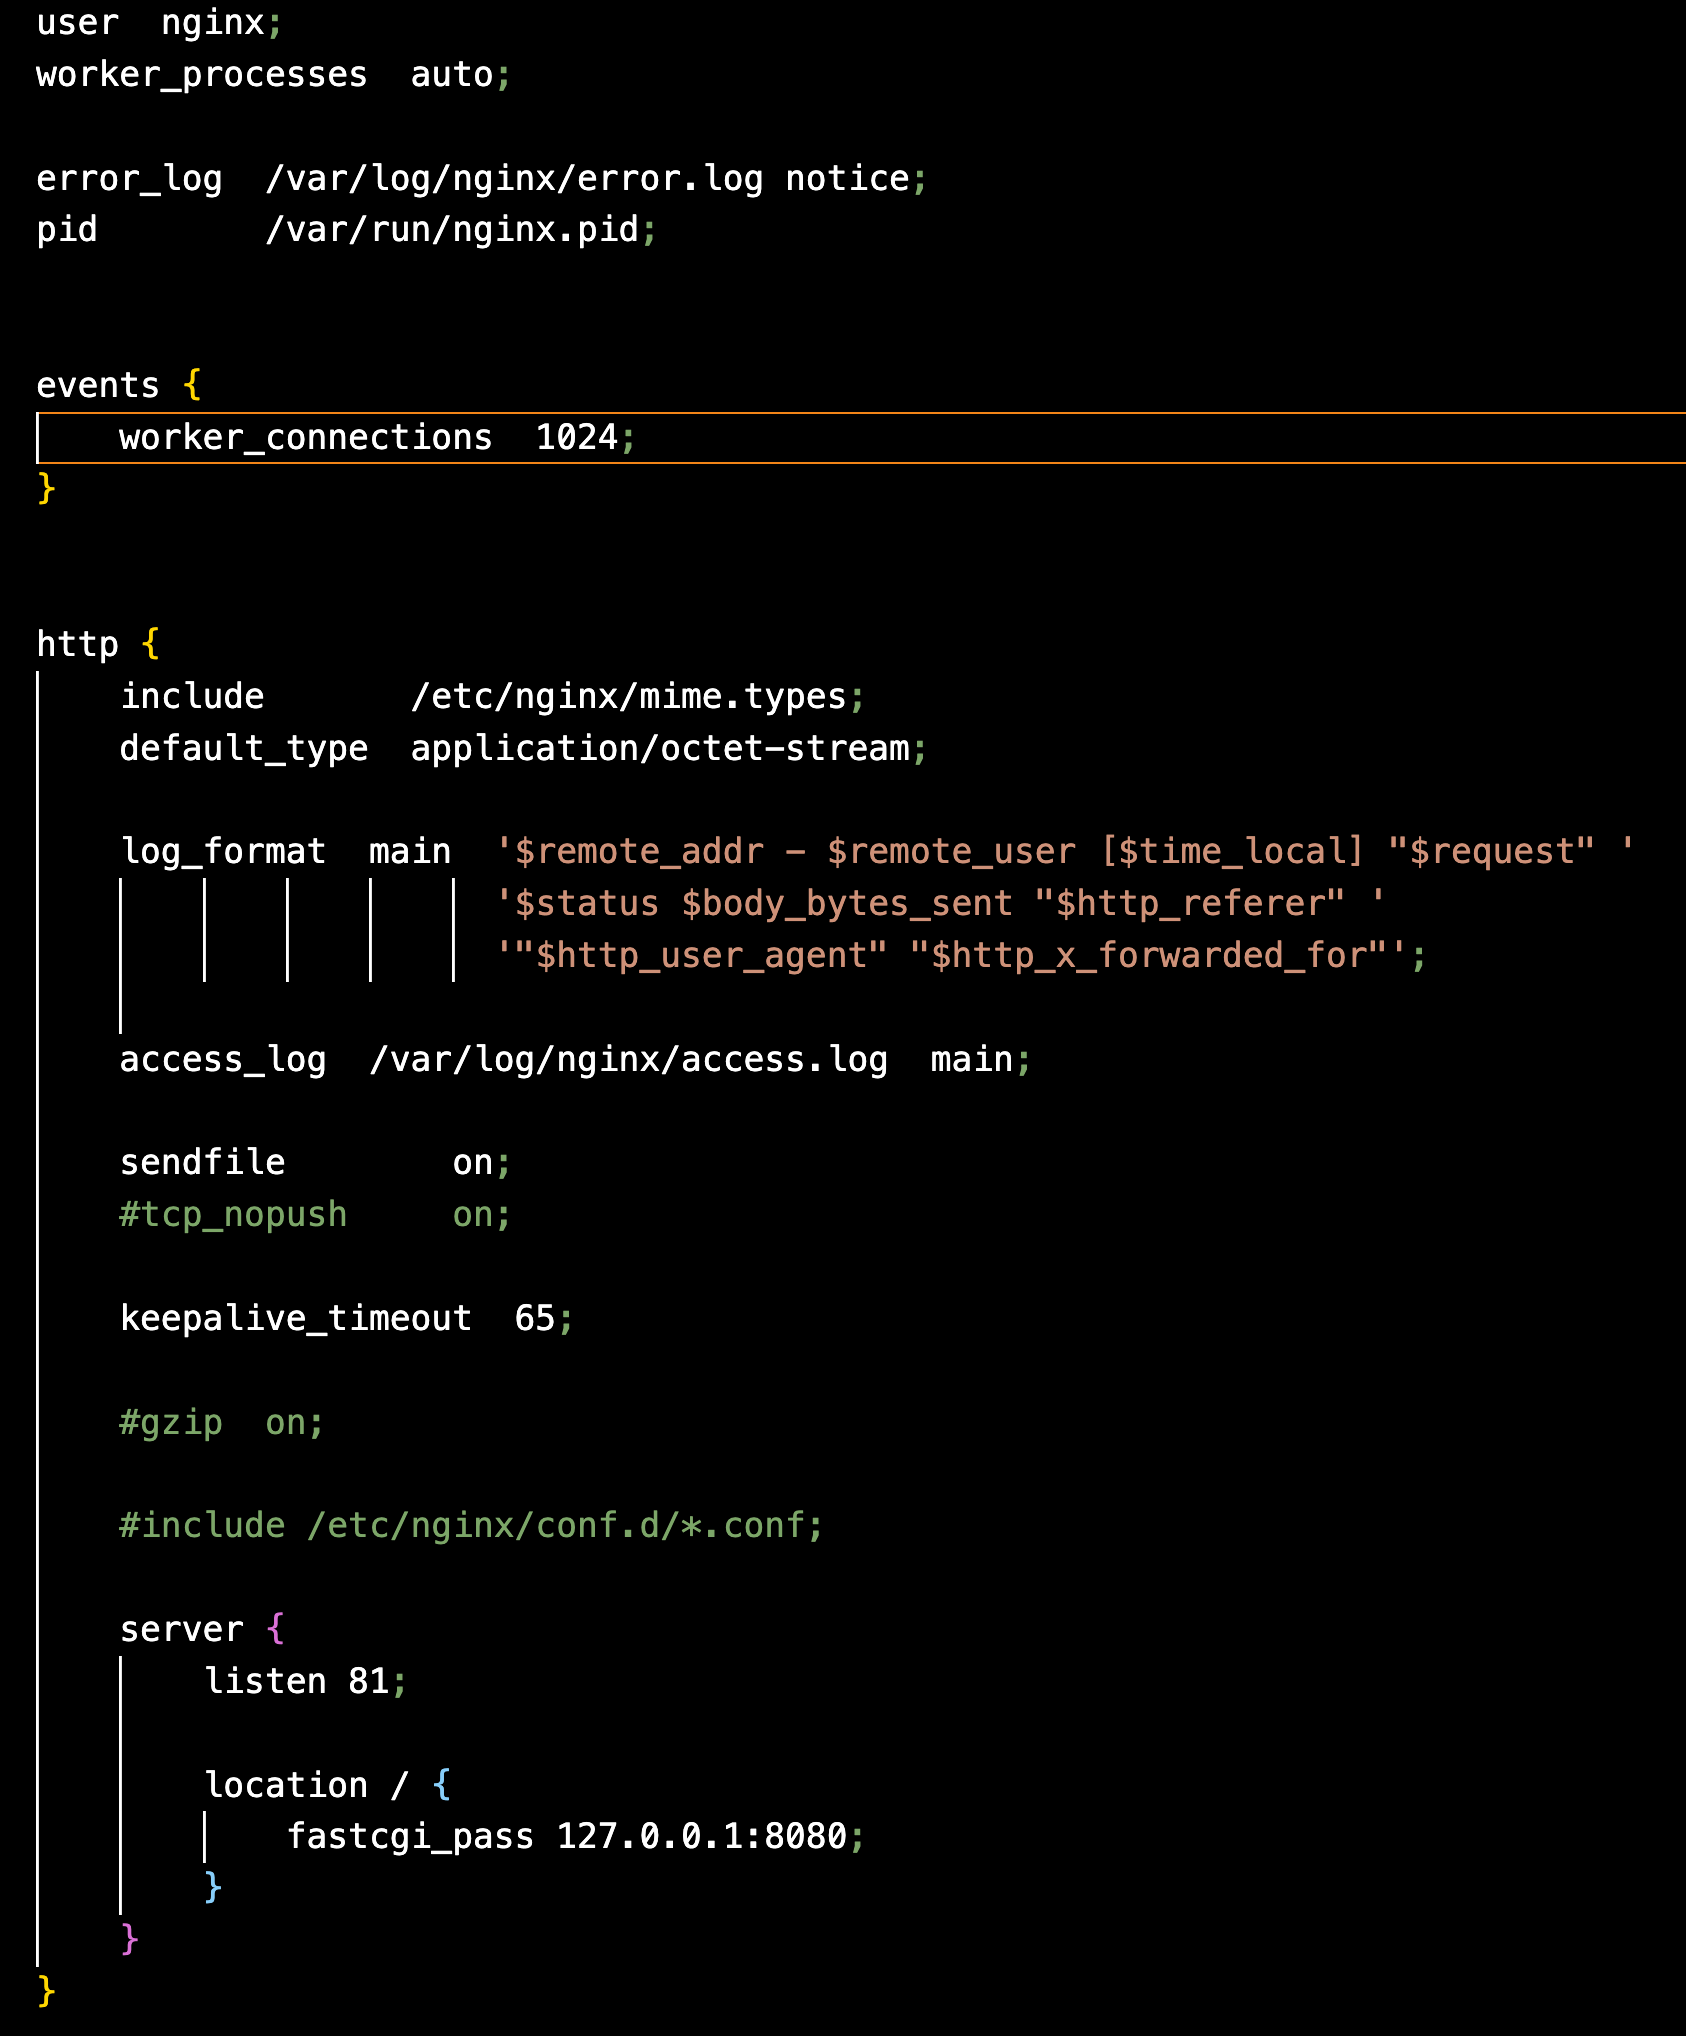 user  nginx;
worker_processes  auto;
error_log  /var/log/nginx/error.log notice;
pid        /var/run/nginx.pid;
events {
    worker_connections  1024;
}
http {
    include       /etc/nginx/mime.types;
    default_type  application/octet-stream;
    log_format  main  '$remote_addr - $remote_user [$time_local] "$request" '
                      '$status $body_bytes_sent "$http_referer" '
                      '"$http_user_agent" "$http_x_forwarded_for"';
    access_log  /var/log/nginx/access.log  main;
    sendfile        on;
    #tcp_nopush     on;
    keepalive_timeout  65;
    #gzip  on;
    #include /etc/nginx/conf.d/*.conf;
    server {
        listen 81;
        location / {
            fastcgi_pass 127.0.0.1:8080;
        }
    }
}